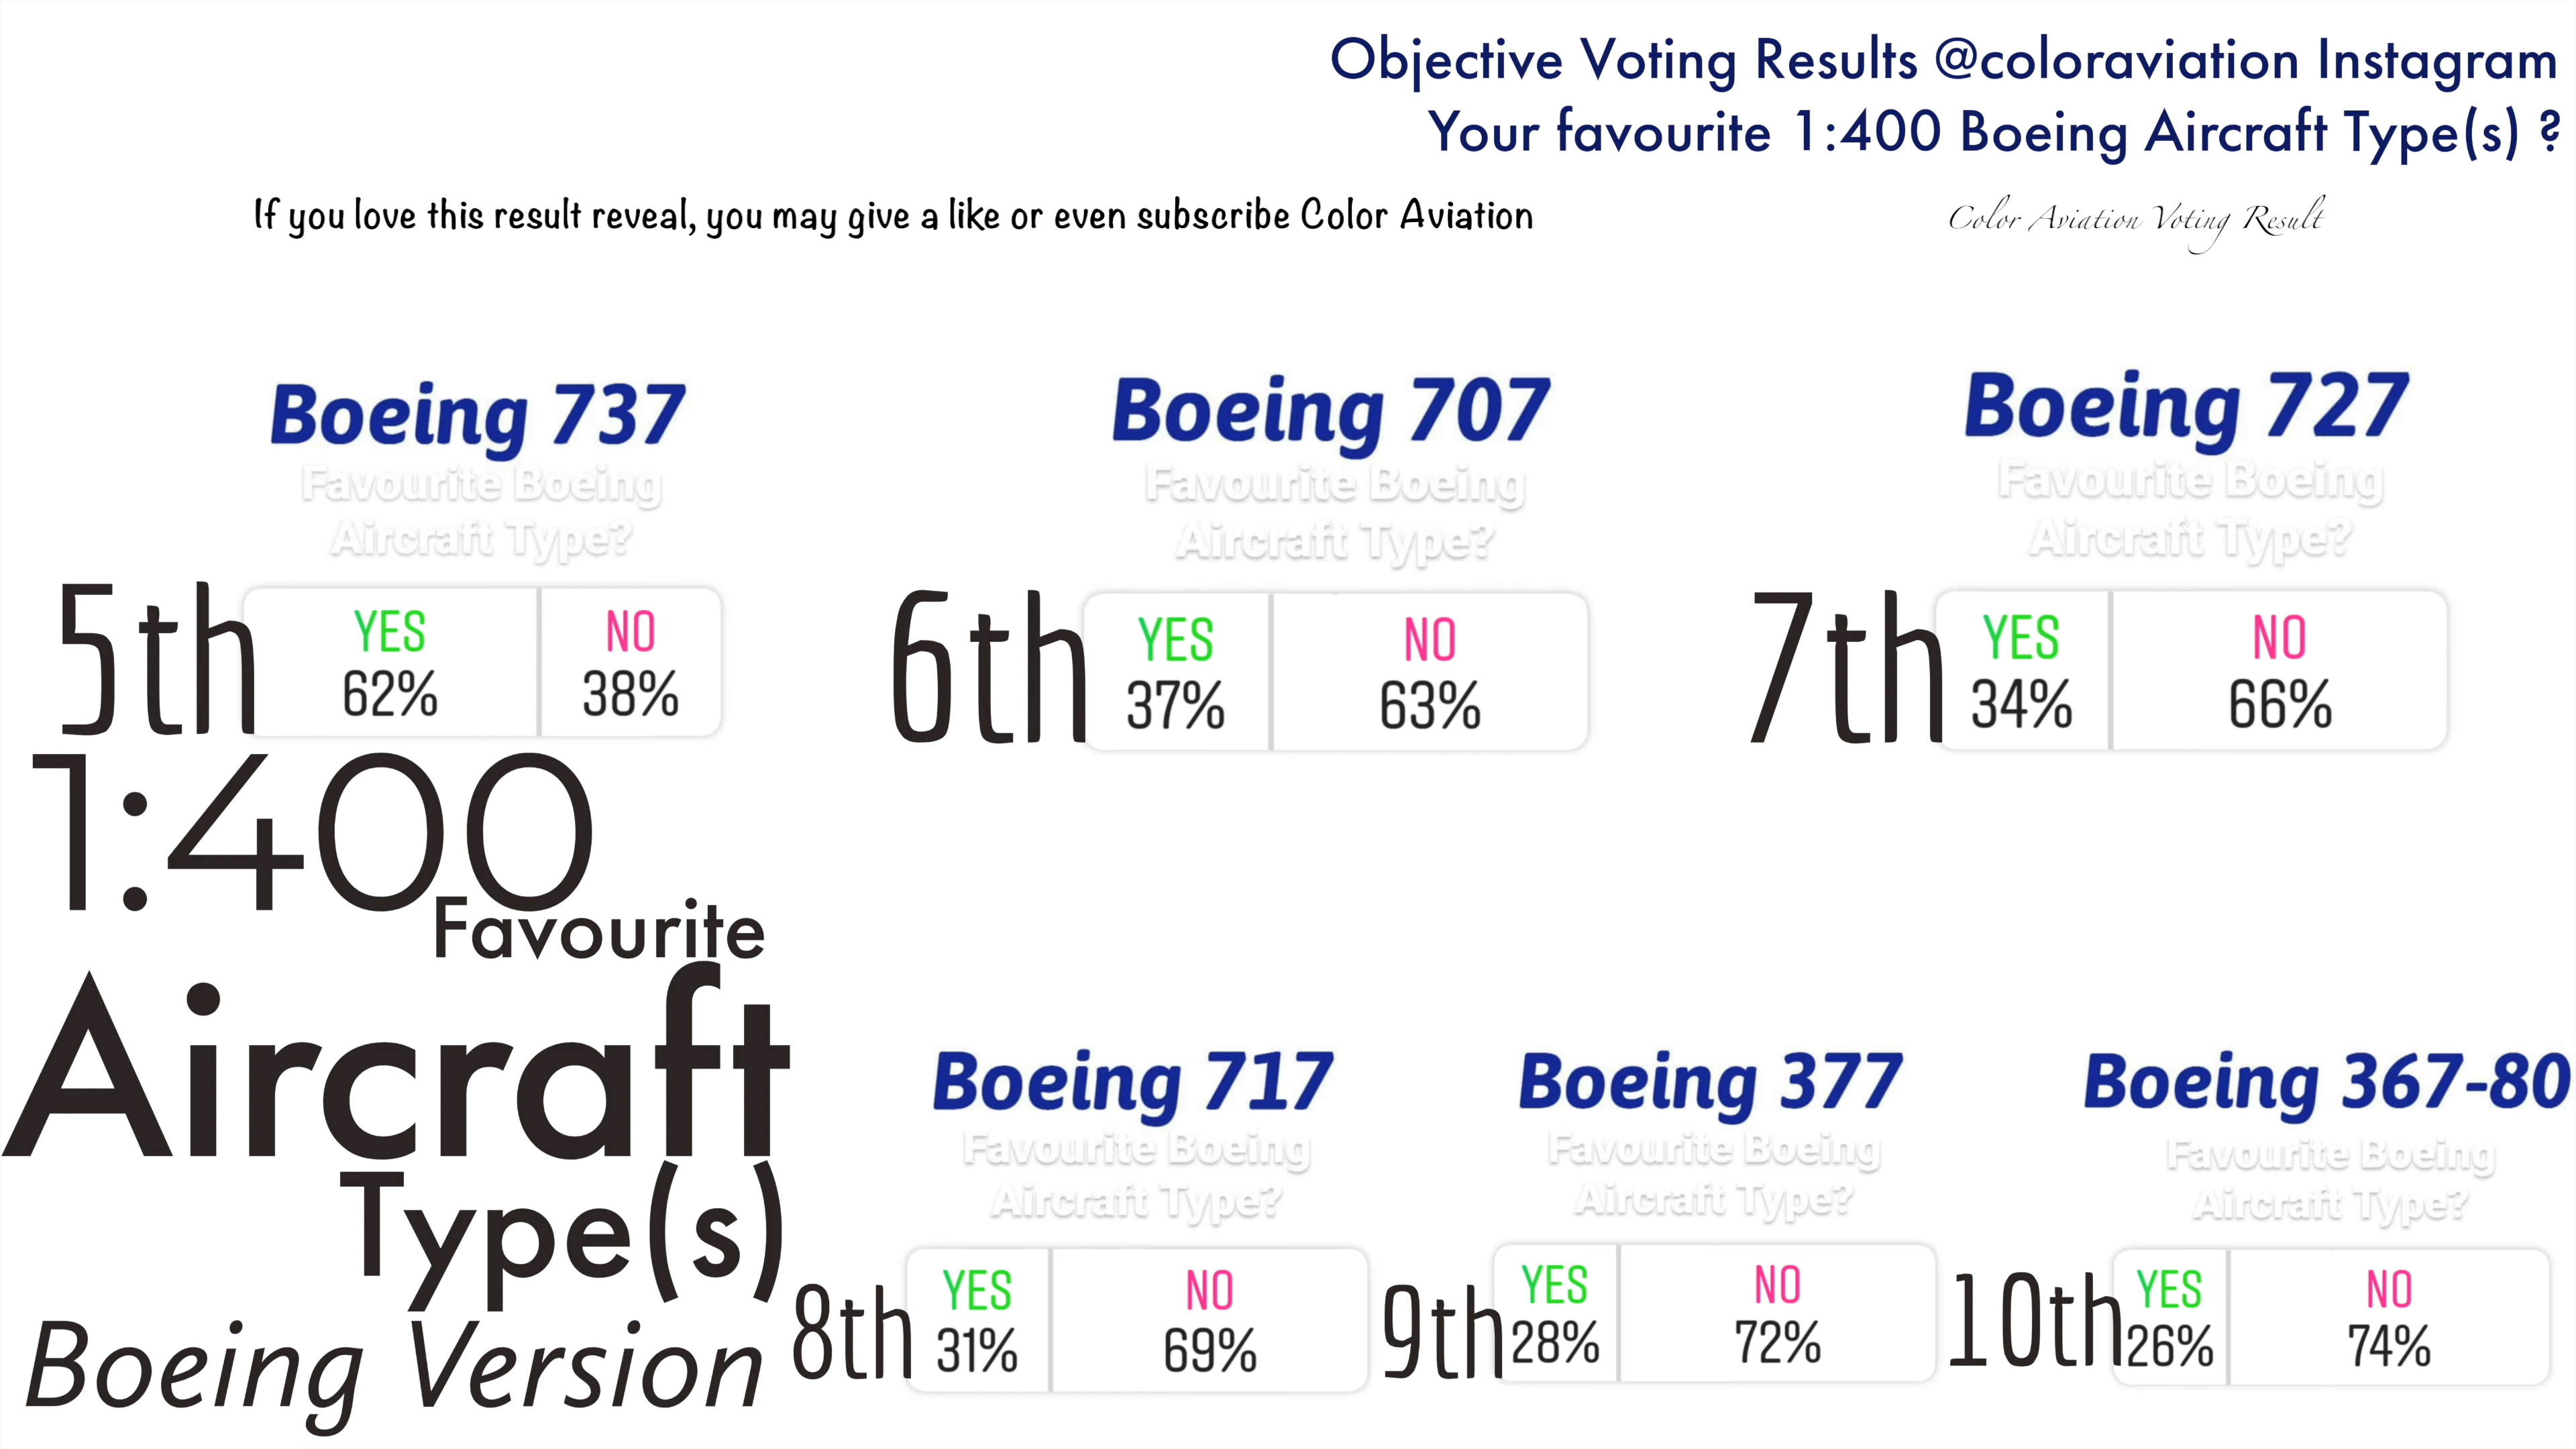 Objective Voting Results @coloraviation Instagram
Your favourite 1:400 Boeing Aircraft Type(s) ?
If you love this result reveal, you may give a like or even subscribe Color Aviation
Color Aviation Voting Result
Boeing 737
Favourite Boeing
Aircraft Type?
5th
YES
62%
NO
38%
Boeing 707
Favourite Boeing
Aircraft Type?
6th
YES
37%
NO
63%
Boeing 727
Favourite Boeing
Aircraft Type?
7th
YES
34%
NO
66%
1:400
Favourite
Aircraft
Type(s)
Boeing Version
Boeing 717
Favourite Boeing
Aircraft Type?
8th
YES
31%
NO
69%
Boeing 377
Favourite Boeing
Aircraft Type?
9th
YES
28%
NO
72%
Boeing 367-80
Favourite Boeing
Aircraft Type?
10th
YES
26%
NO
74%